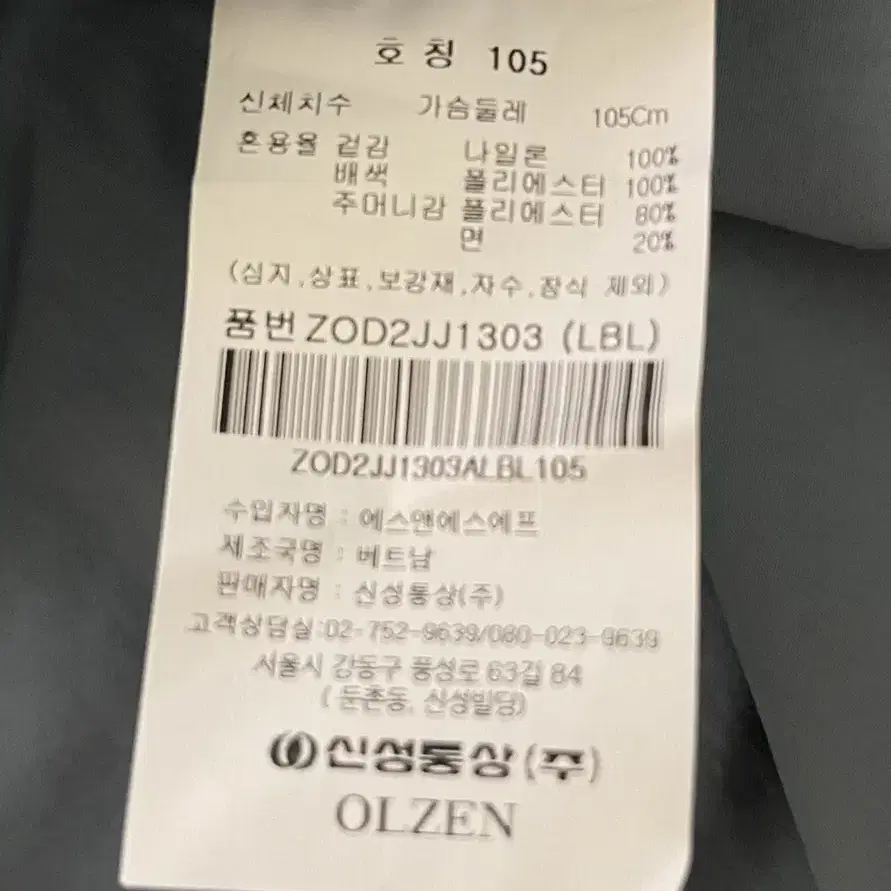 호 칭 105
신체치수 가슴둘레 105Cm
혼용율 겉감 나일론 100%
배색 폴리에스터 100%
주머니감 폴리에스터 80%
면 20%
(심지,상표,보강재,자수,장식 제외)
품번 ZOD2JJ1303 (LBL)
ZOD2JJ1303ALBL105
수입자명 : 에스앤에스에프
제조국명 : 베트남
판매자명 : 신성통상(주)
고객상담실:02-752-9639/080-023-9639
서울시 강동구 풍성로 63길 84
( 둔촌동, 신성빌딩)
신성통상(주)
OLZEN